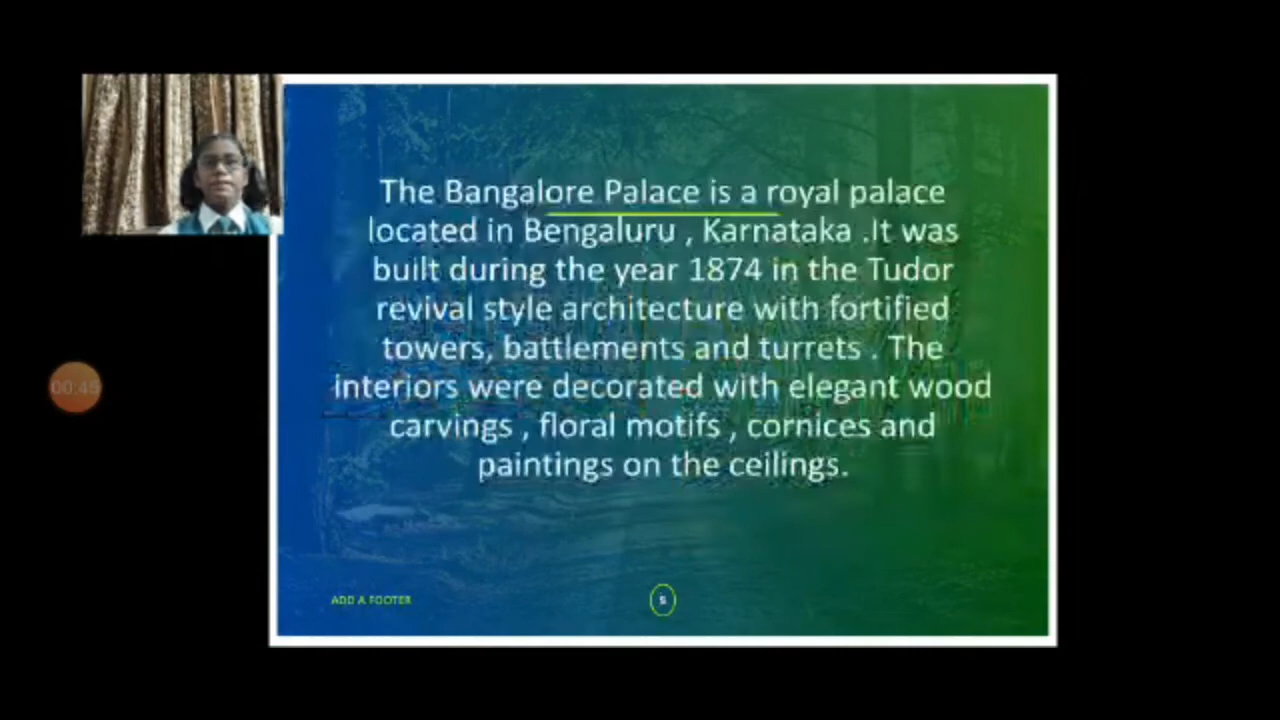 The Bangalore Palace is a royal palace
located in Bengaluru , Karnataka .It was
built during the year 1874 in the Tudor
revival style architecture with fortified
towers, battlements and turrets . The
interiors were decorated with elegant wood
carvings , floral motifs , cornices and
paintings on the ceilings.
00:45
ADD A FOOTER
5